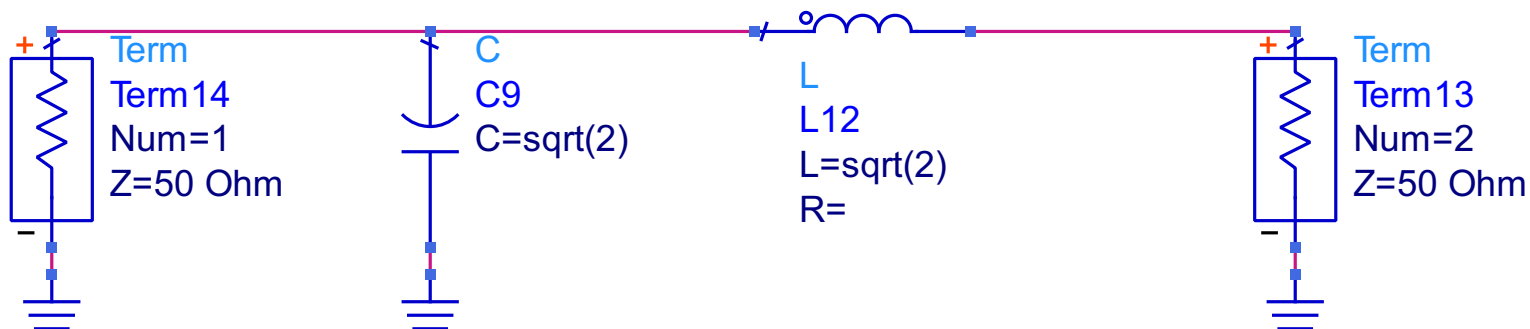 +
Term
Term14
Num=1
Z=50 Ohm
−
C
C9
C=sqrt(2)
L
L12
L=sqrt(2)
R=
+
Term
Term13
Num=2
Z=50 Ohm
−